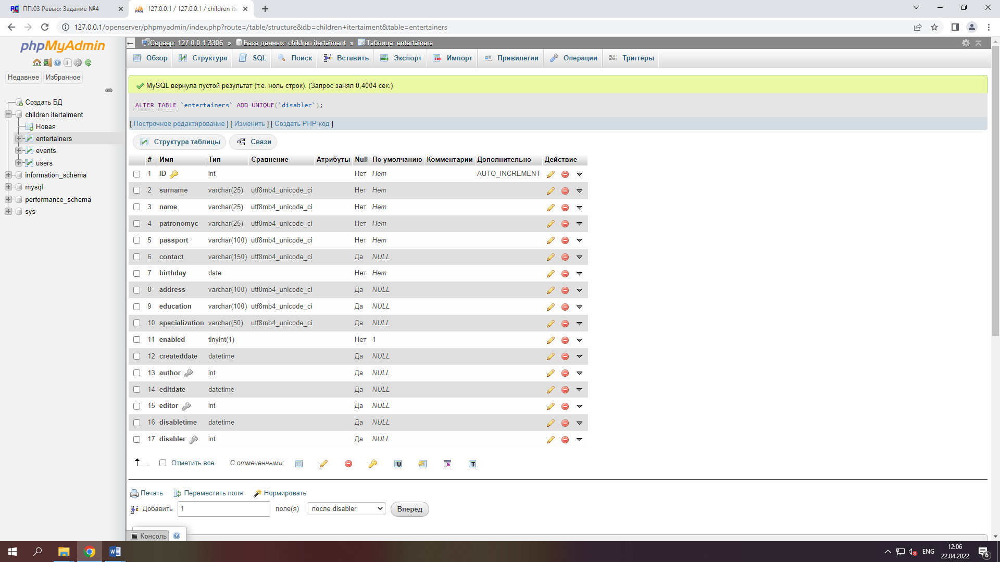 ПП.03 Ревью: Задание №4
127.0.0.1 / 127.0.0.1 / children ite
127.0.0.1/openserver/phpmyadmin/index.php?route=/table/structure&db=children+itertaiment&table=entertainers
phpMyAdmin
Недавнее Избранное
Создать БД
children itertaiment
Новая
entertainers
events
users
information_schema
mysql
performance_schema
sys
Сервер: 127.0.0.1:3306 » База данных: children itertaiment » Таблица: entertainers
Обзор Структура SQL Поиск Вставить Экспорт Импорт Привилегии Операции Триггеры
MySQL вернула пустой результат (т.е. ноль строк). (Запрос занял 0,4004 сек.)
ALTER TABLE `entertainers` ADD UNIQUE(`disabler`);
[ Построчное редактирование ] [ Изменить ] [ Создать PHP-код ]
Структура таблицы Связи
# Имя Тип Сравнение Атрибуты Null По умолчанию Комментарии Дополнительно Действие
1 ID int Нет Нет AUTO_INCREMENT
2 surname varchar(25) utf8mb4_unicode_ci Нет Нет
3 name varchar(25) utf8mb4_unicode_ci Нет Нет
4 patronomyc varchar(25) utf8mb4_unicode_ci Нет Нет
5 passport varchar(100) utf8mb4_unicode_ci Нет Нет
6 contact varchar(150) utf8mb4_unicode_ci Да NULL
7 birthday date Нет Нет
8 address varchar(100) utf8mb4_unicode_ci Да NULL
9 education varchar(100) utf8mb4_unicode_ci Да NULL
10 specialization varchar(50) utf8mb4_unicode_ci Да NULL
11 enabled tinyint(1) Нет 1
12 createddate datetime Да NULL
13 author int Да NULL
14 editdate datetime Да NULL
15 editor int Да NULL
16 disabletime datetime Да NULL
17 disabler int Да NULL
Отметить все С отмеченными:
Печать Переместить поля Нормировать
Добавить 1 поле(я) после disabler Вперёд
Консоль
ENG
12:06
22.04.2022
6